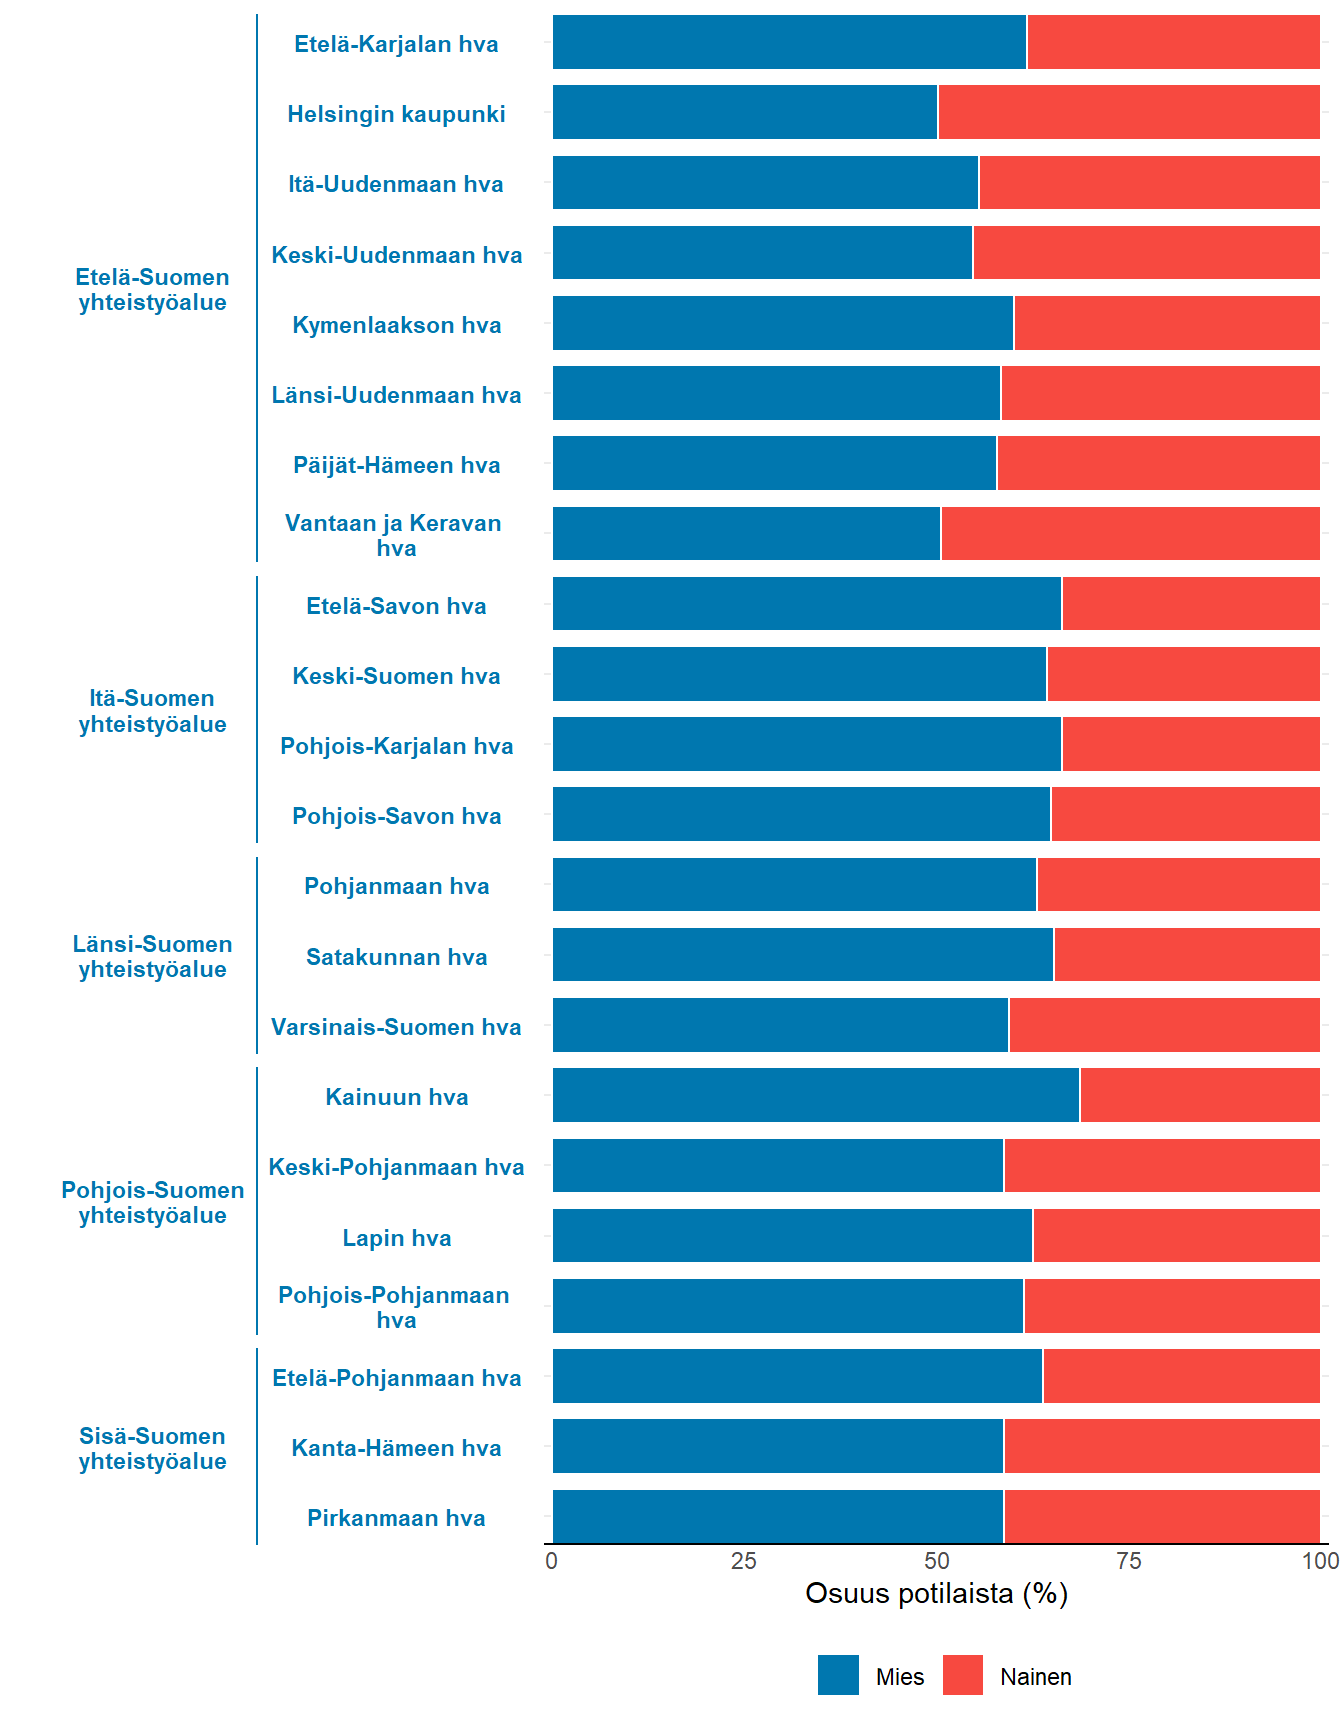 Etelä-Suomen
yhteistyöalue
Etelä-Karjalan hva
Helsingin kaupunki
Itä-Uudenmaan hva
Keski-Uudenmaan hva
Kymenlaakson hva
Länsi-Uudenmaan hva
Päijät-Hämeen hva
Vantaan ja Keravan
hva
Itä-Suomen
yhteistyöalue
Etelä-Savon hva
Keski-Suomen hva
Pohjois-Karjalan hva
Pohjois-Savon hva
Länsi-Suomen
yhteistyöalue
Pohjanmaan hva
Satakunnan hva
Varsinais-Suomen hva
Pohjois-Suomen
yhteistyöalue
Kainuun hva
Keski-Pohjanmaan hva
Lapin hva
Pohjois-Pohjanmaan
hva
Sisä-Suomen
yhteistyöalue
Etelä-Pohjanmaan hva
Kanta-Hämeen hva
Pirkanmaan hva
0 25 50 75 100
Osuus potilaista (%)
Mies Nainen